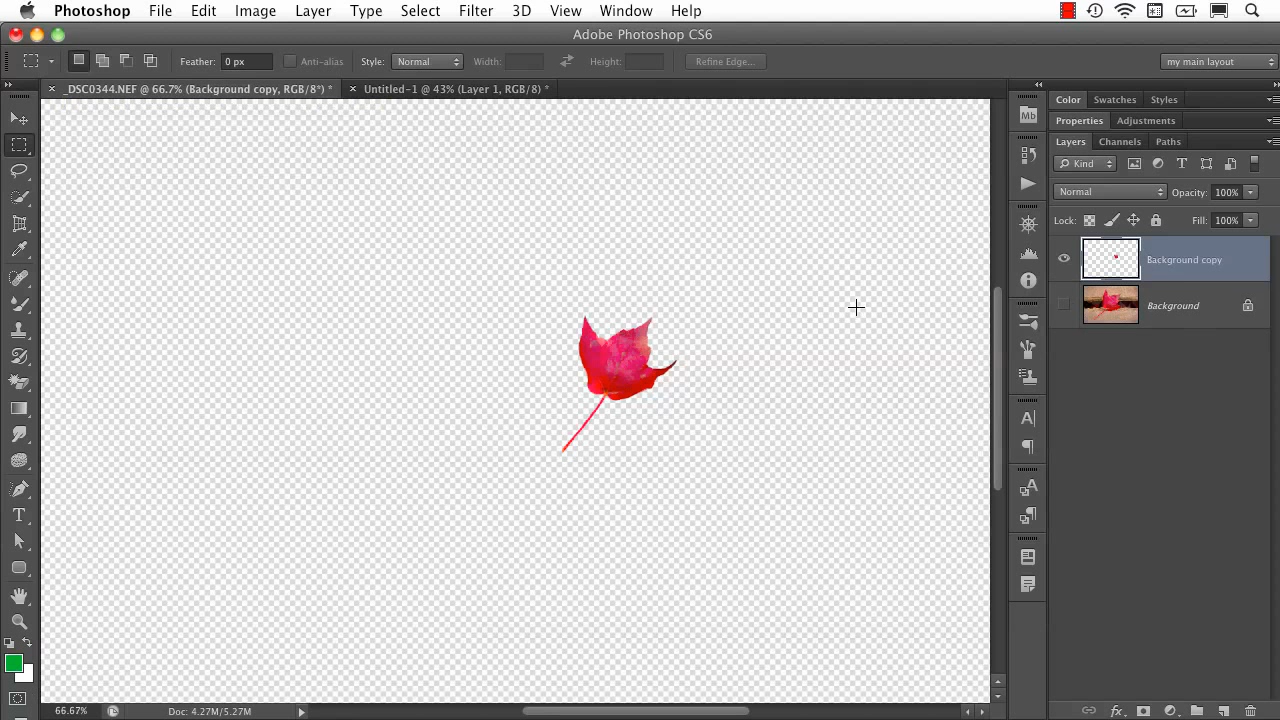 Photoshop File Edit Image Layer Type Select Filter 3D View Window Help
Adobe Photoshop CS6
Feather: 0 px Anti-alias Style: Normal Width: Height: Refine Edge... my main layout
_DSC0344.NEF @ 66.7% (Background copy, RGB/8*) * Untitled-1 @ 43% (Layer 1, RGB/8) *
Color Swatches Styles
Properties Adjustments
Layers Channels Paths
Kind
Normal Opacity: 100%
Lock: Fill: 100%
Background copy
Background
66.67% Doc: 4.27M/5.27M